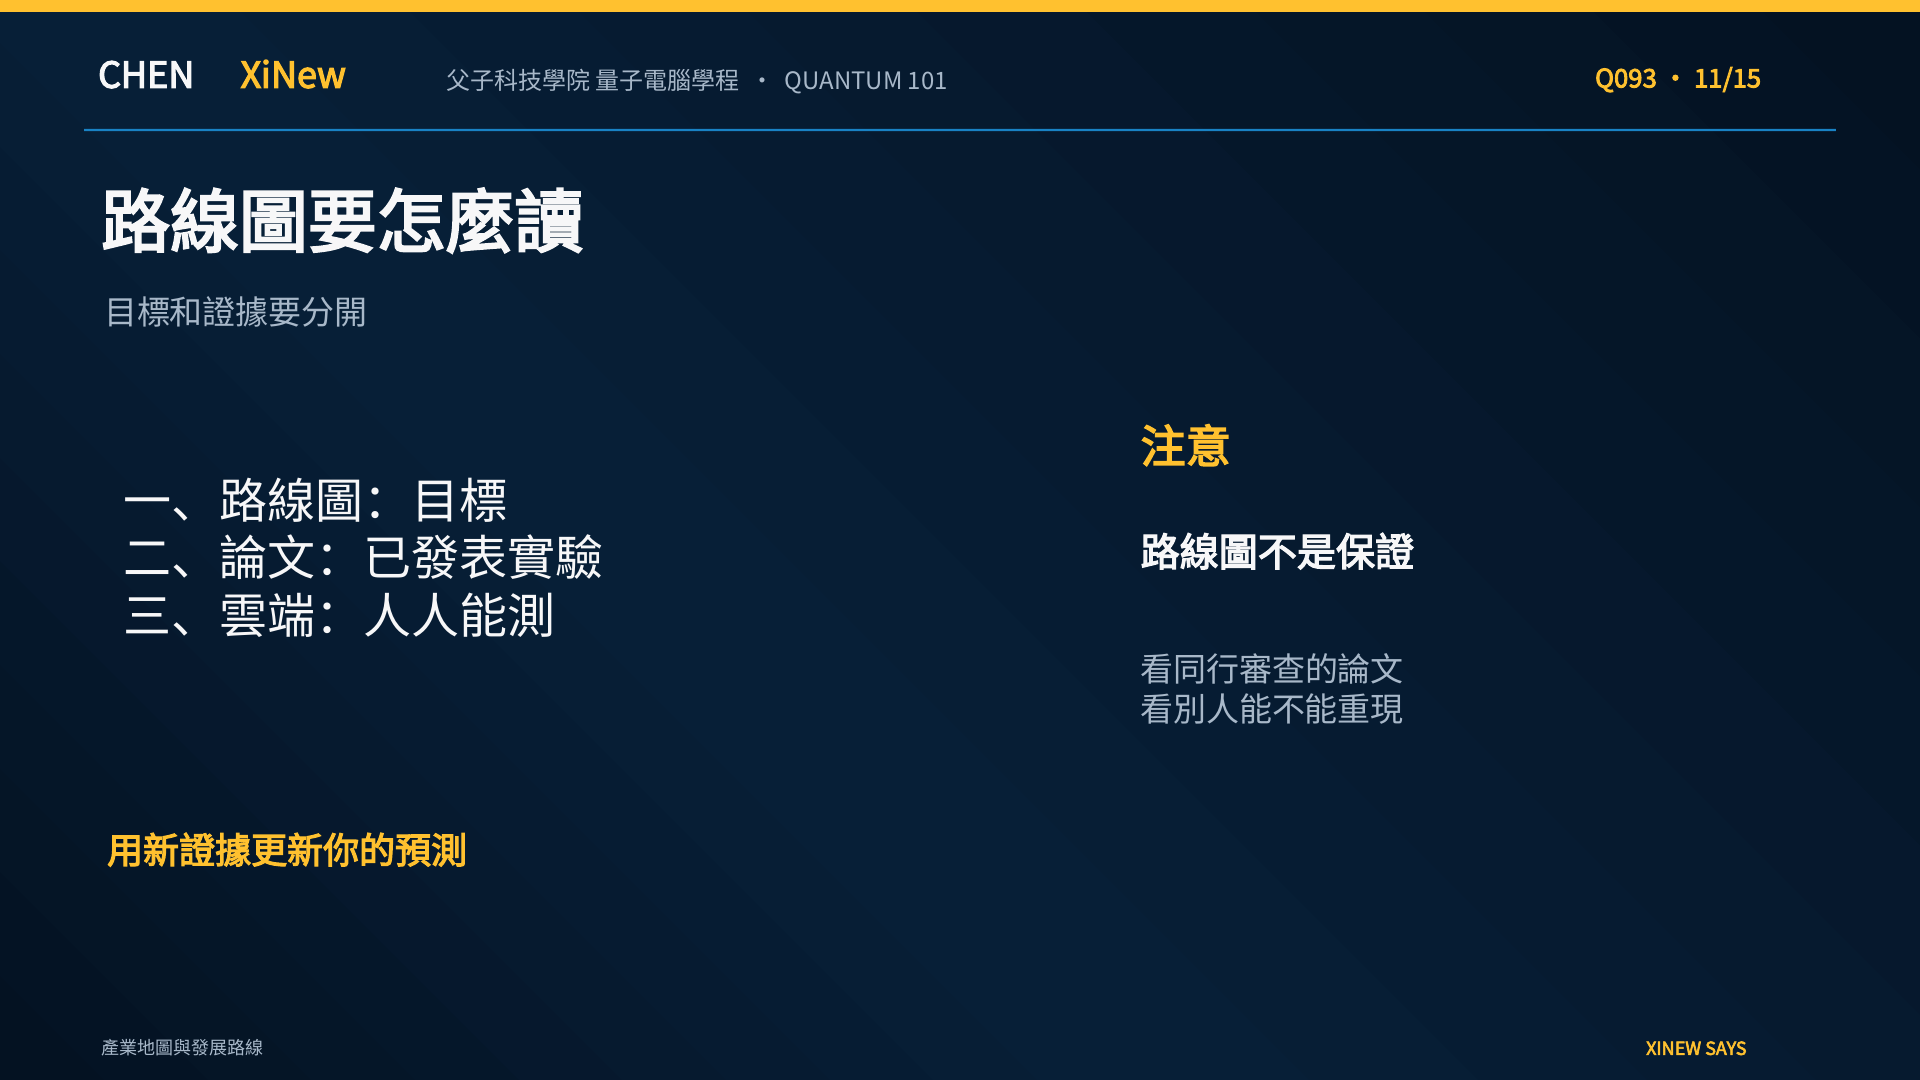 CHEN XiNew 父子科技學院 量子電腦學程 · QUANTUM 101 Q093 · 11/15
路線圖要怎麼讀
目標和證據要分開
一、路線圖：目標
二、論文：已發表實驗
三、雲端：人人能測
注意
路線圖不是保證
看同行審查的論文
看別人能不能重現
用新證據更新你的預測
產業地圖與發展路線 XINEW SAYS